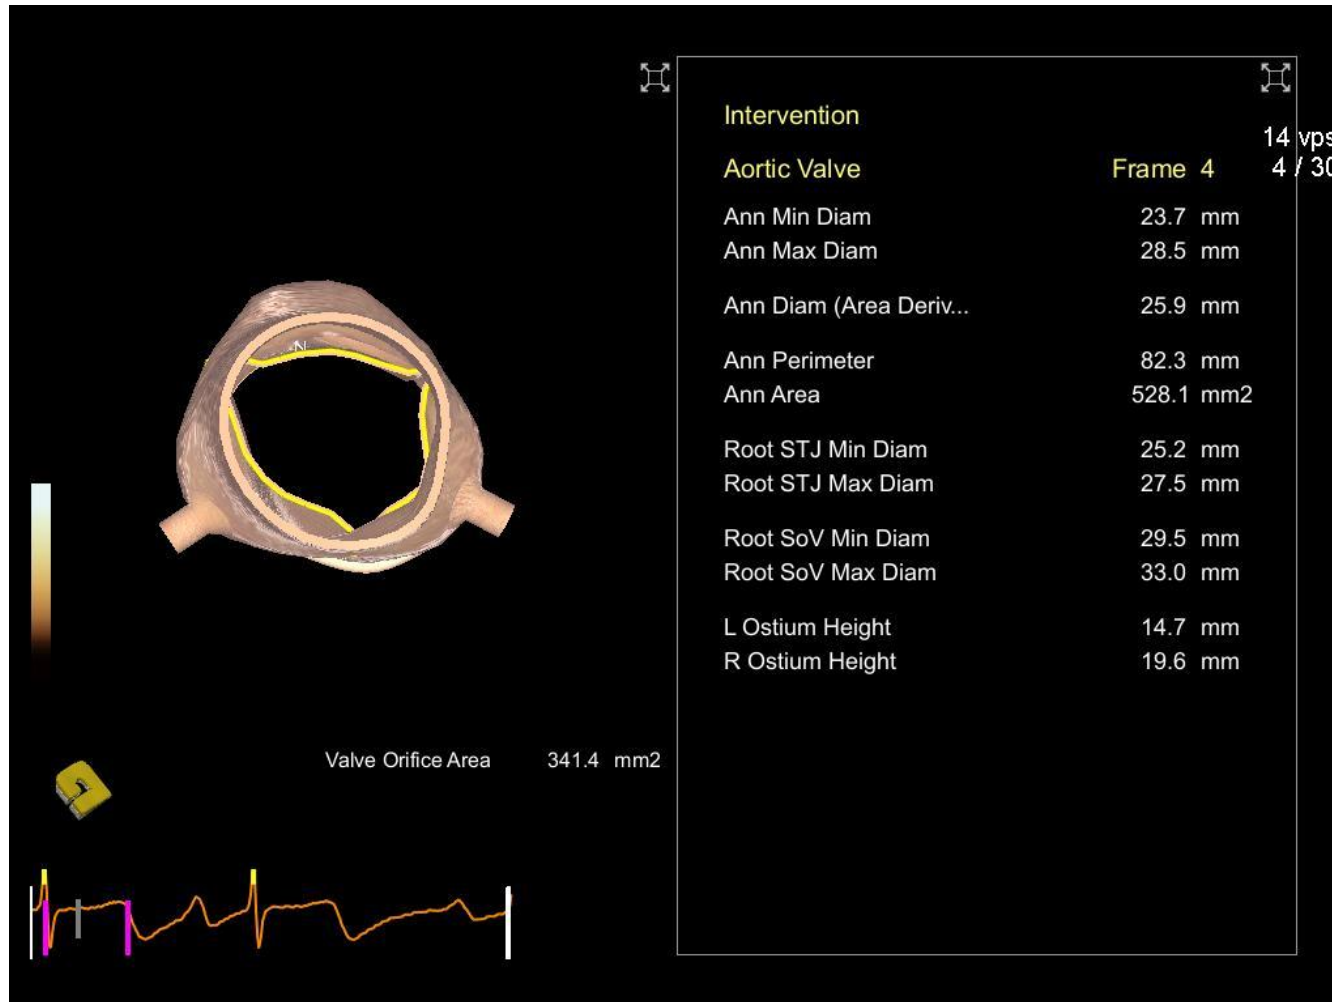 Intervention
14 vps
Aortic Valve Frame 4
4 / 30
Ann Min Diam 23.7 mm
Ann Max Diam 28.5 mm
Ann Diam (Area Deriv... 25.9 mm
Ann Perimeter 82.3 mm
Ann Area 528.1 mm2
Root STJ Min Diam 25.2 mm
Root STJ Max Diam 27.5 mm
Root SoV Min Diam 29.5 mm
Root SoV Max Diam 33.0 mm
L Ostium Height 14.7 mm
R Ostium Height 19.6 mm
N
Valve Orifice Area 341.4 mm2